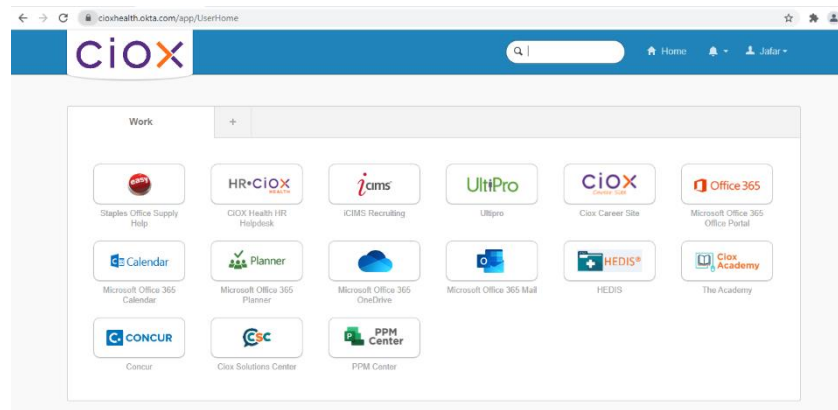 cioxhealth.okta.com/app/UserHome
ciox
Home
Jafar
Work
+
easy
HR•CIOX
HEALTH
icims
UltiPro
CIOX
Office 365
Staples Office Supply
Help
CIOX Health HR
Helpdesk
iCIMS Recruiting
Ultipro
Ciox Career Site
Microsoft Office 365
Office Portal
Calendar
Planner
HEDIS®
Ciox
Academy
Microsoft Office 365
Calendar
Microsoft Office 365
Planner
Microsoft Office 365
OneDrive
Microsoft Office 365 Mail
HEDIS
The Academy
C. CONCUR
CSC
PPM
Center
Concur
Ciox Solutions Center
PPM Center